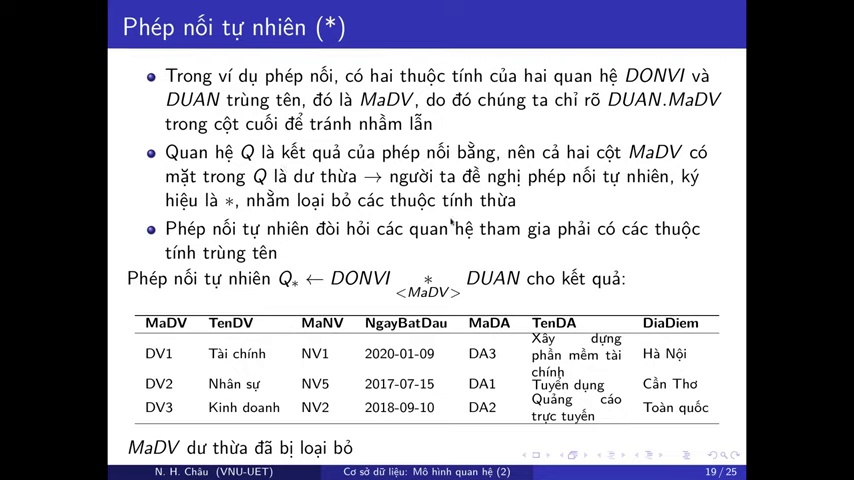 Phép nối tự nhiên (*)
Trong ví dụ phép nối, có hai thuộc tính của hai quan hệ DONVI và
DUAN trùng tên, đó là MaDV, do đó chúng ta chỉ rõ DUAN.MaDV
trong cột cuối để tránh nhầm lẫn
Quan hệ Q là kết quả của phép nối bằng, nên cả hai cột MaDV có
mặt trong Q là dư thừa → người ta đề nghị phép nối tự nhiên, ký
hiệu là *, nhằm loại bỏ các thuộc tính thừa
Phép nối tự nhiên đòi hỏi các quan hệ tham gia phải có các thuộc
tính trùng tên
Phép nối tự nhiên Q* ← DONVI * <MaDV> DUAN cho kết quả:
MaDV TenDV MaNV NgayBatDau MaDA TenDA DiaDiem
DV1 Tài chính NV1 2020-01-09 DA3 Xây dựng phần mềm tài chính Hà Nội
DV2 Nhân sự NV5 2017-07-15 DA1 Tuyển dụng Cần Thơ
DV3 Kinh doanh NV2 2018-09-10 DA2 Quảng cáo trực tuyến Toàn quốc
MaDV dư thừa đã bị loại bỏ
N. H. Châu (VNU-UET) Cơ sở dữ liệu: Mô hình quan hệ (2) 19 / 25